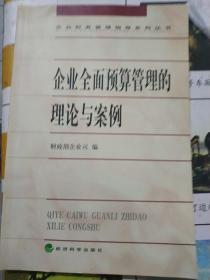 企业财务管理指导系列丛书
企业全面预算管理的
理论与案例
财政部企业司 编
QIYE CAIWU GUANLI ZHIDAO
XILIE CONGSHU
经济科学出版社